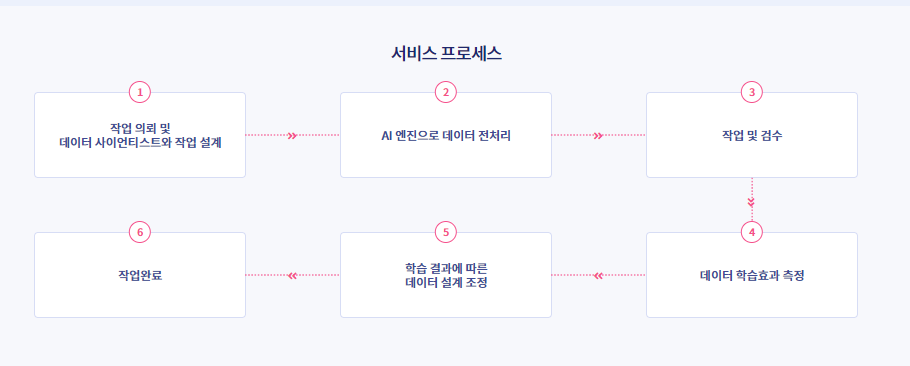 서비스 프로세스
1
작업 의뢰 및
데이터 사이언티스트와 작업 설계
2
AI 엔진으로 데이터 전처리
3
작업 및 검수
4
데이터 학습효과 측정
5
학습 결과에 따른
데이터 설계 조정
6
작업완료